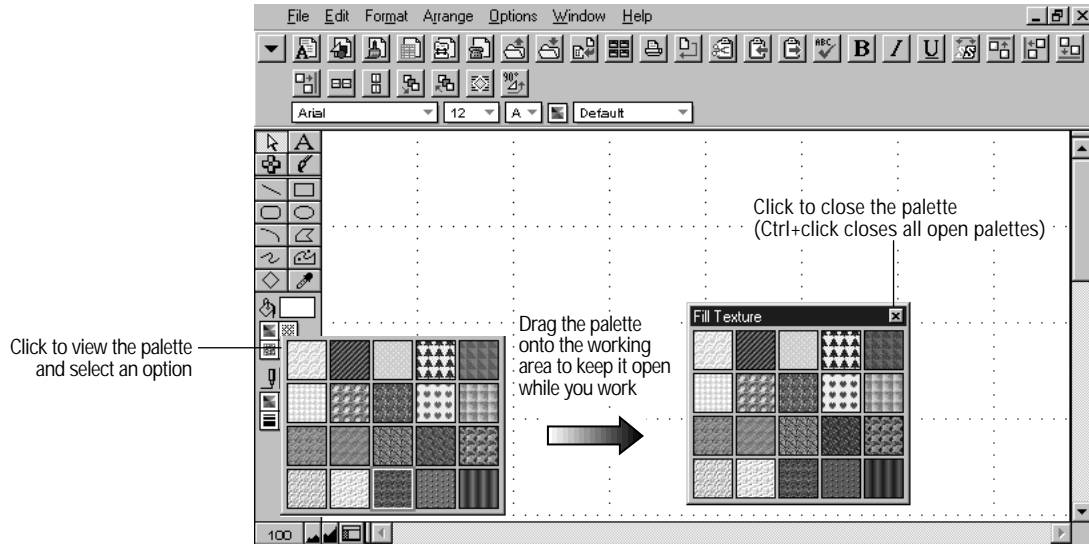 File Edit Format Arrange Options Window Help
ABC B I U
90°
Arial 12 A Default
A
Click to close the palette
(Ctrl+click closes all open palettes)
Fill Texture
Drag the palette
onto the working
area to keep it open
while you work
Click to view the palette
and select an option
100